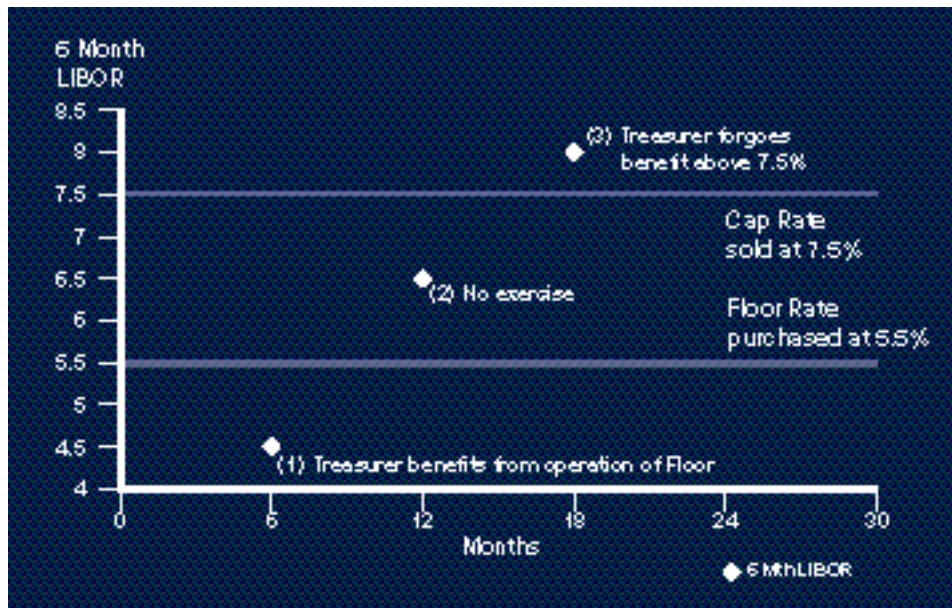 6 Month
LIBOR
8.5
8
7.5
7
6.5
6
5.5
5
4.5
4
(3) Treasurer forgoes
benefit above 7.5%
Cap Rate
sold at 7.5%
(2) No exercise
Floor Rate
purchased at 5.5%
(1) Treasurer benefits from operation of Floor
0
6
12
18
24
30
Months
6 Mth LIBOR